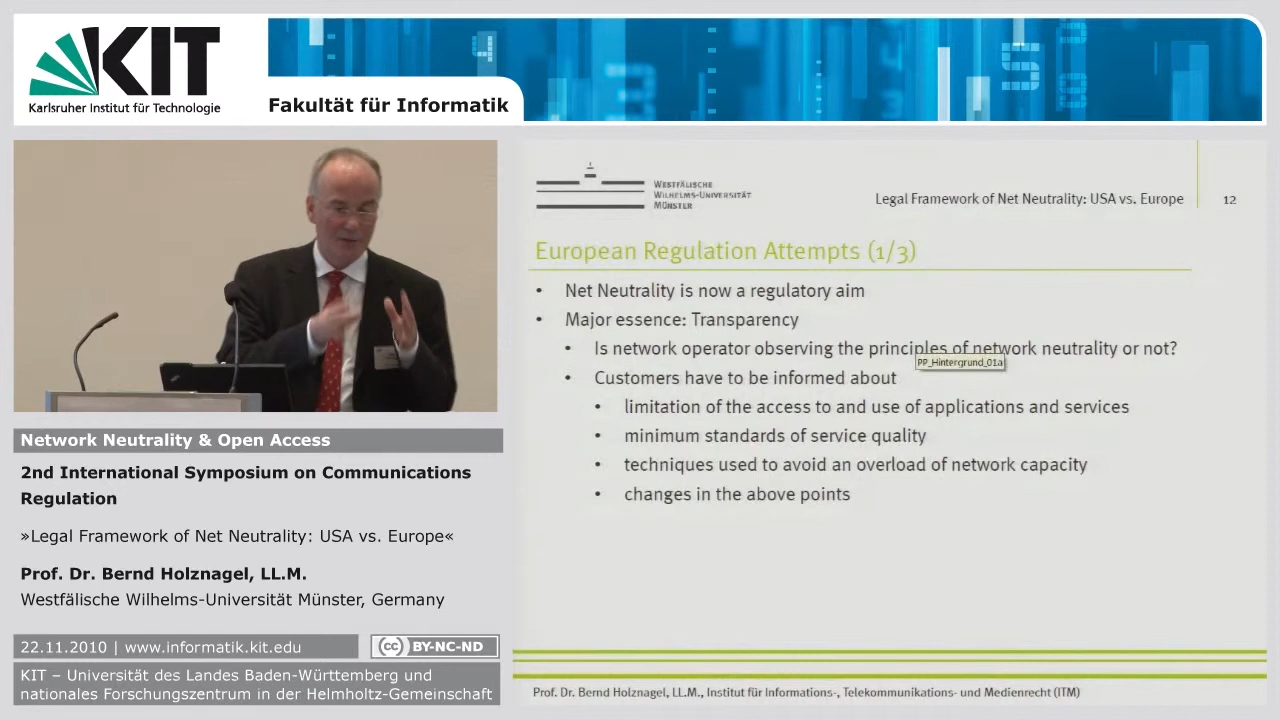 KIT
Karlsruher Institut für Technologie
Fakultät für Informatik
Network Neutrality & Open Access
2nd International Symposium on Communications
Regulation
»Legal Framework of Net Neutrality: USA vs. Europe«
Prof. Dr. Bernd Holznagel, LL.M.
Westfälische Wilhelms-Universität Münster, Germany
22.11.2010 | www.informatik.kit.edu
cc BY-NC-ND
KIT – Universität des Landes Baden-Württemberg und
nationales Forschungszentrum in der Helmholtz-Gemeinschaft
Westfälische
Wilhelms-Universität
Münster
Legal Framework of Net Neutrality: USA vs. Europe
12
European Regulation Attempts (1/3)
• Net Neutrality is now a regulatory aim
• Major essence: Transparency
• Is network operator observing the principles of network neutrality or not?
PP_Hintergrund_01a
• Customers have to be informed about
• limitation of the access to and use of applications and services
• minimum standards of service quality
• techniques used to avoid an overload of network capacity
• changes in the above points
Prof. Dr. Bernd Holznagel, LL.M., Institut für Informations-, Telekommunikations- und Medienrecht (ITM)